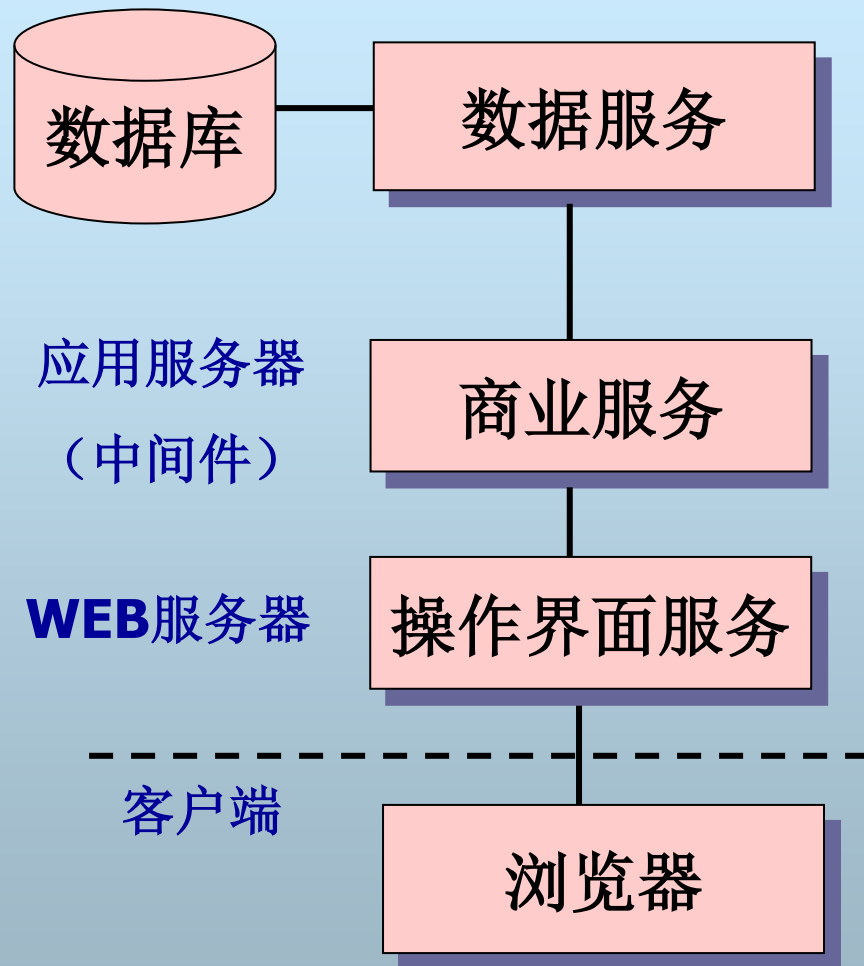 数据库
数据服务
应用服务器
（中间件）
商业服务
WEB服务器
操作界面服务
客户端
浏览器